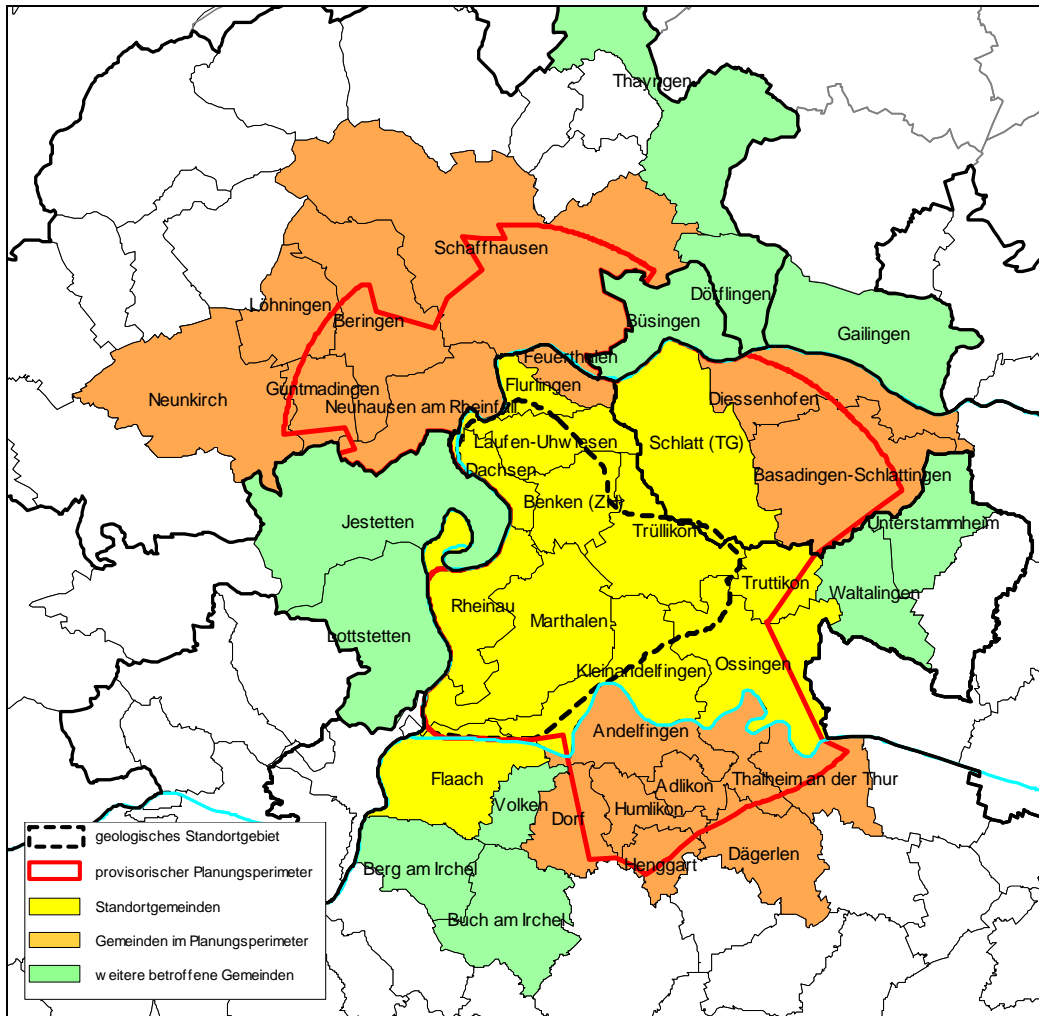 Thayngen
Schaffhausen
Löhningen
Beringen
Dörflingen
Büsingen
Gailingen
Neunkirch
Guntmadingen
Neuhausen am Rheinfall
Feuerthalen
Flurlingen
Diessenhofen
Laufen-Uhwiesen
Schlatt (TG)
Dachsen
Basadingen-Schlattingen
Benken (ZH)
Jestetten
Trüllikon
Unterstammheim
Rheinau
Truttikon
Waltalingen
Marthalen
Lottstetten
Ossingen
Kleinandelfingen
Andelfingen
Flaach
Adlikon
Thalheim an der Thur
Volken
Dorf
Humlikon
Berg am Irchel
Henggart
Dägerlen
Buch am Irchel
geologisches Standortgebiet
provisorischer Planungsperimeter
Standortgemeinden
Gemeinden im Planungsperimeter
weitere betroffene Gemeinden